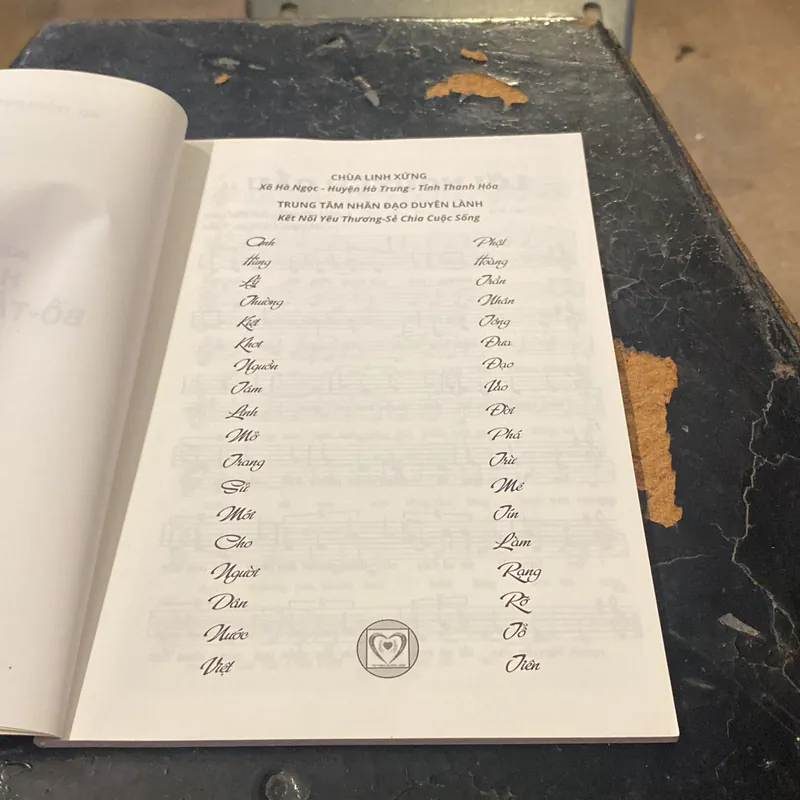 CHÙA LINH XỨNG
Xã Hà Ngọc - Huyện Hà Trung - Tỉnh Thanh Hóa
TRUNG TÂM NHÂN ĐẠO DUYÊN LÀNH
Kết Nối Yêu Thương-Sẻ Chia Cuộc Sống
Anh Phật
Hùng Hoàng
Lý Trần
Thường Nhân
Kiệt Tông
Khơi Đưa
Nguồn Đạo
Tâm Vào
Linh Đời
Mở Phá
Trang Trừ
Sử Mê
Mới Tín
Cho Làm
Người Rạng
Dân Rỡ
Nước Tổ
Việt Tiên